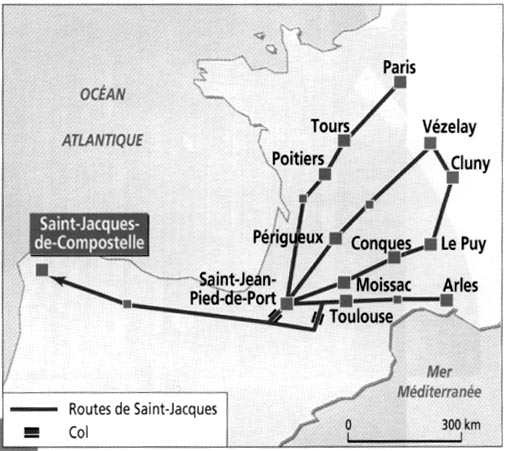 Paris
OCÉAN
ATLANTIQUE
Tours
Vézelay
Poitiers
Cluny
Saint-Jacques-
de-Compostelle
Périgueux
Conques
Le Puy
Saint-Jean-
Pied-de-Port
Moissac
Arles
Toulouse
Mer
Méditerranée
Routes de Saint-Jacques
Col
0
300 km